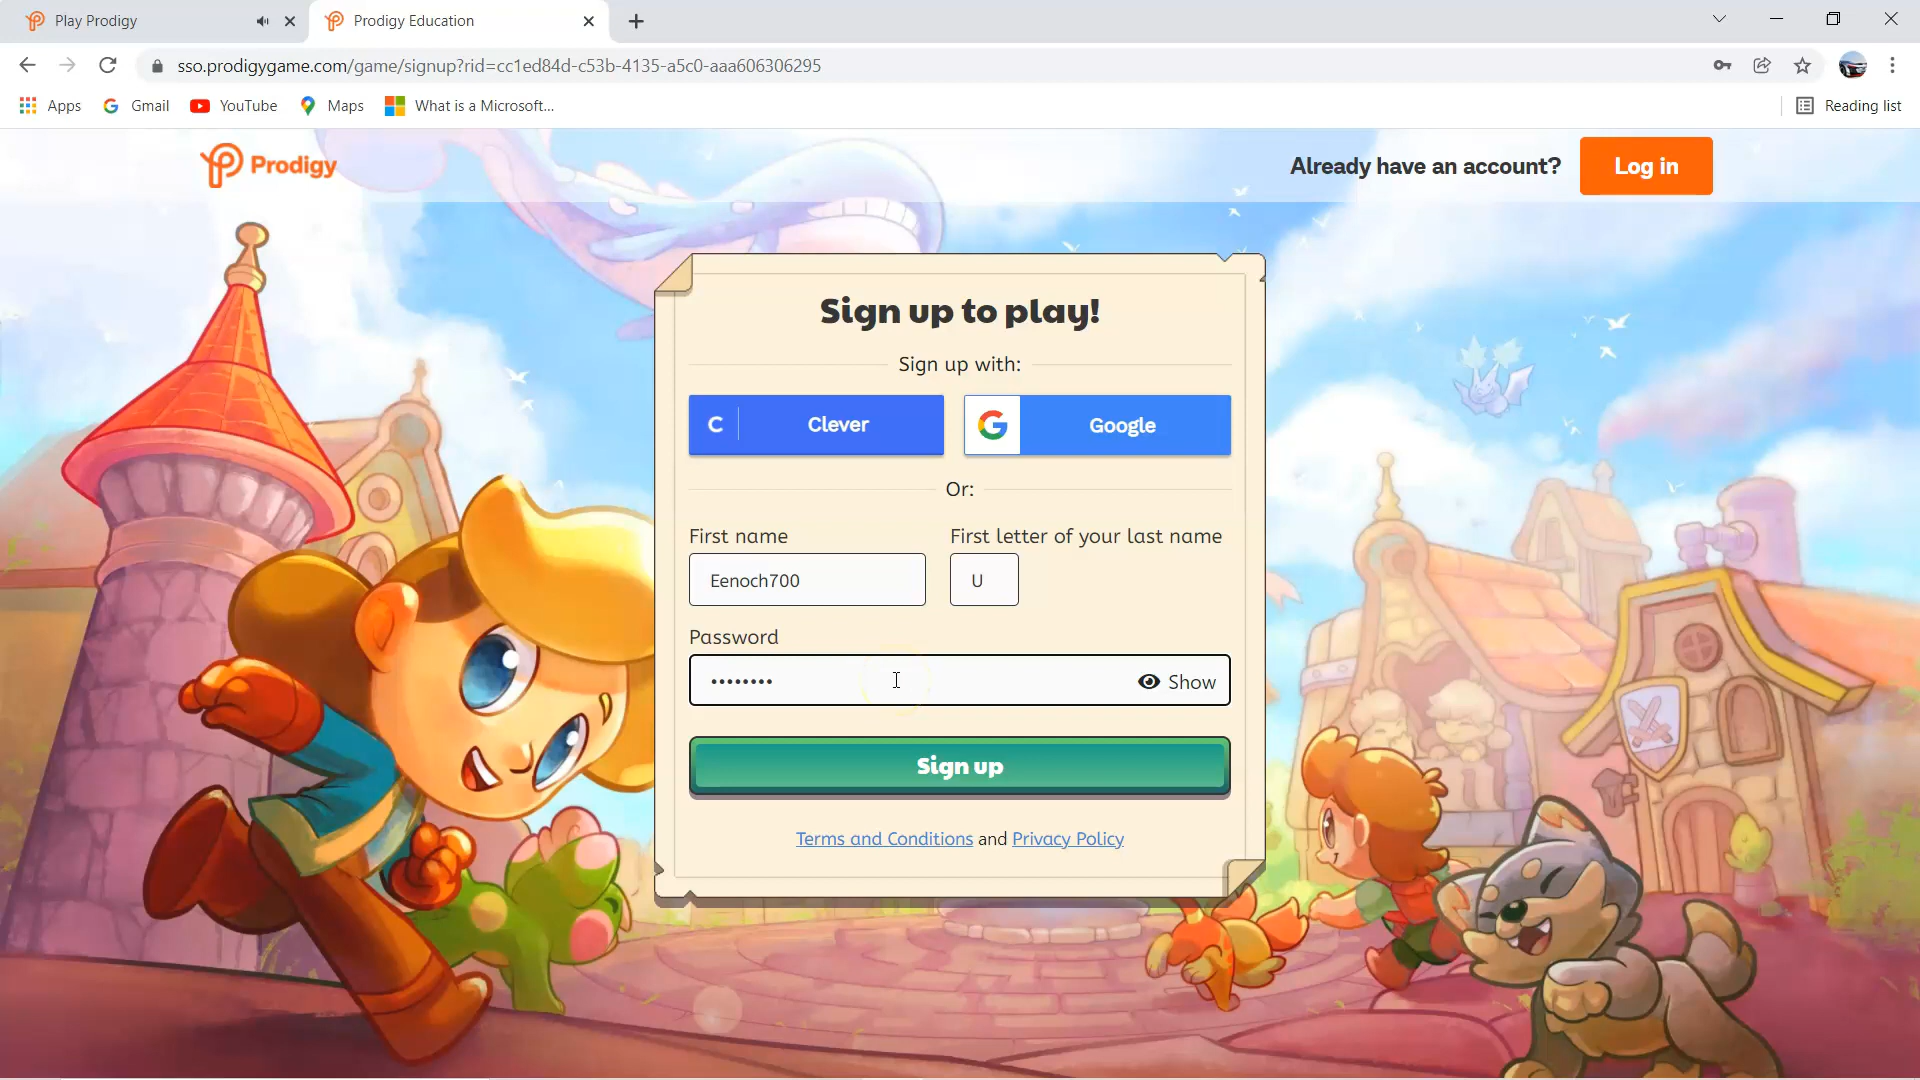 Play Prodigy
Prodigy Education
sso.prodigygame.com/game/signup?rid=cc1ed84d-c53b-4135-a5c0-aaa606306295
Apps
Gmail
YouTube
Maps
What is a Microsoft...
Reading list
Prodigy
Already have an account?
Log in
Sign up to play!
Sign up with:
C
Clever
G
Google
Or:
First name
First letter of your last name
Eenoch700
U
Password
••••••••
Show
Sign up
Terms and Conditions and Privacy Policy